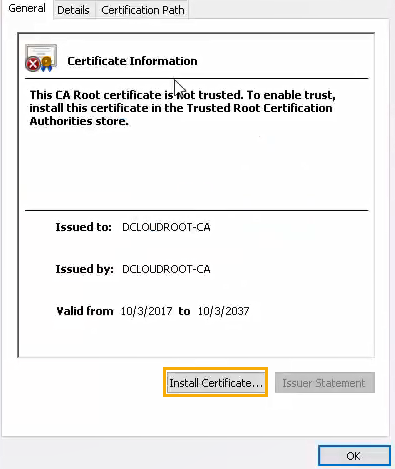 General Details Certification Path
Certificate Information
This CA Root certificate is not trusted. To enable trust,
install this certificate in the Trusted Root Certification
Authorities store.
Issued to: DCLOUDROOT-CA
Issued by: DCLOUDROOT-CA
Valid from 10/3/2017 to 10/3/2037
Install Certificate... Issuer Statement
OK